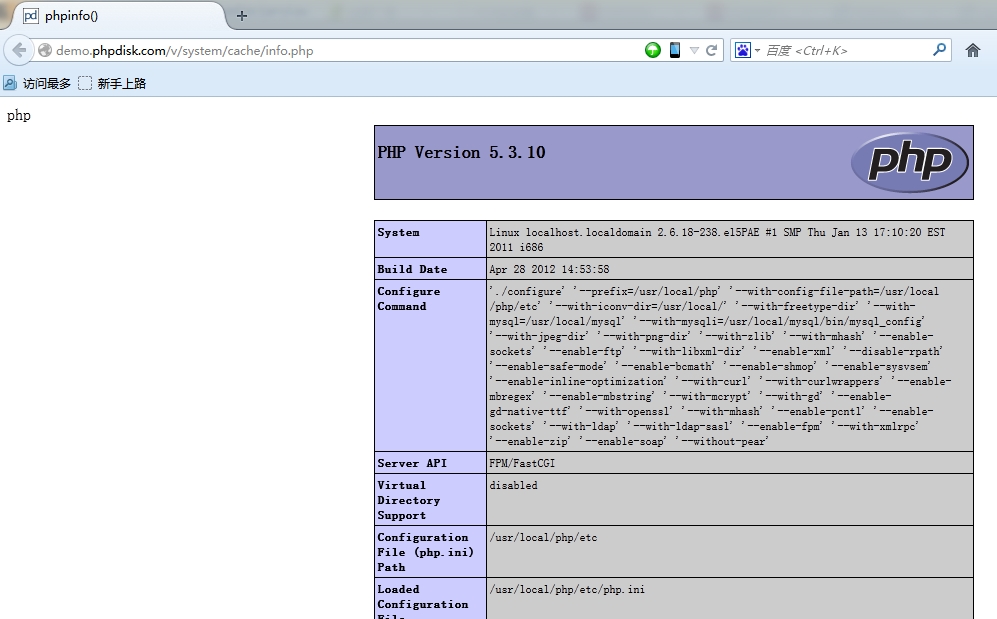 phpinfo()
demo.phpdisk.com/v/system/cache/info.php
百度 <Ctrl+K>
访问最多 新手上路
php
PHP Version 5.3.10
php
System
Linux localhost.localdomain 2.6.18-238.el5PAE #1 SMP Thu Jan 13 17:10:20 EST
2011 i686
Build Date
Apr 28 2012 14:53:58
Configure
Command
'./configure' '--prefix=/usr/local/php' '--with-config-file-path=/usr/local
/php/etc' '--with-iconv-dir=/usr/local/' '--with-freetype-dir' '--with-
mysql=/usr/local/mysql' '--with-mysqli=/usr/local/mysql/bin/mysql_config'
'--with-jpeg-dir' '--with-png-dir' '--with-zlib' '--with-mhash' '--enable-
sockets' '--enable-ftp' '--with-libxml-dir' '--enable-xml' '--disable-rpath'
'--enable-safe-mode' '--enable-bcmath' '--enable-shmop' '--enable-sysvsem'
'--enable-inline-optimization' '--with-curl' '--with-curlwrappers' '--enable-
mbregex' '--enable-mbstring' '--with-mcrypt' '--with-gd' '--enable-
gd-native-ttf' '--with-openssl' '--with-mhash' '--enable-pcntl' '--enable-
sockets' '--with-ldap' '--with-ldap-sasl' '--enable-fpm' '--with-xmlrpc'
'--enable-zip' '--enable-soap' '--without-pear'
Server API
FPM/FastCGI
Virtual
Directory
Support
disabled
Configuration
File (php.ini)
Path
/usr/local/php/etc
Loaded
Configuration
File
/usr/local/php/etc/php.ini